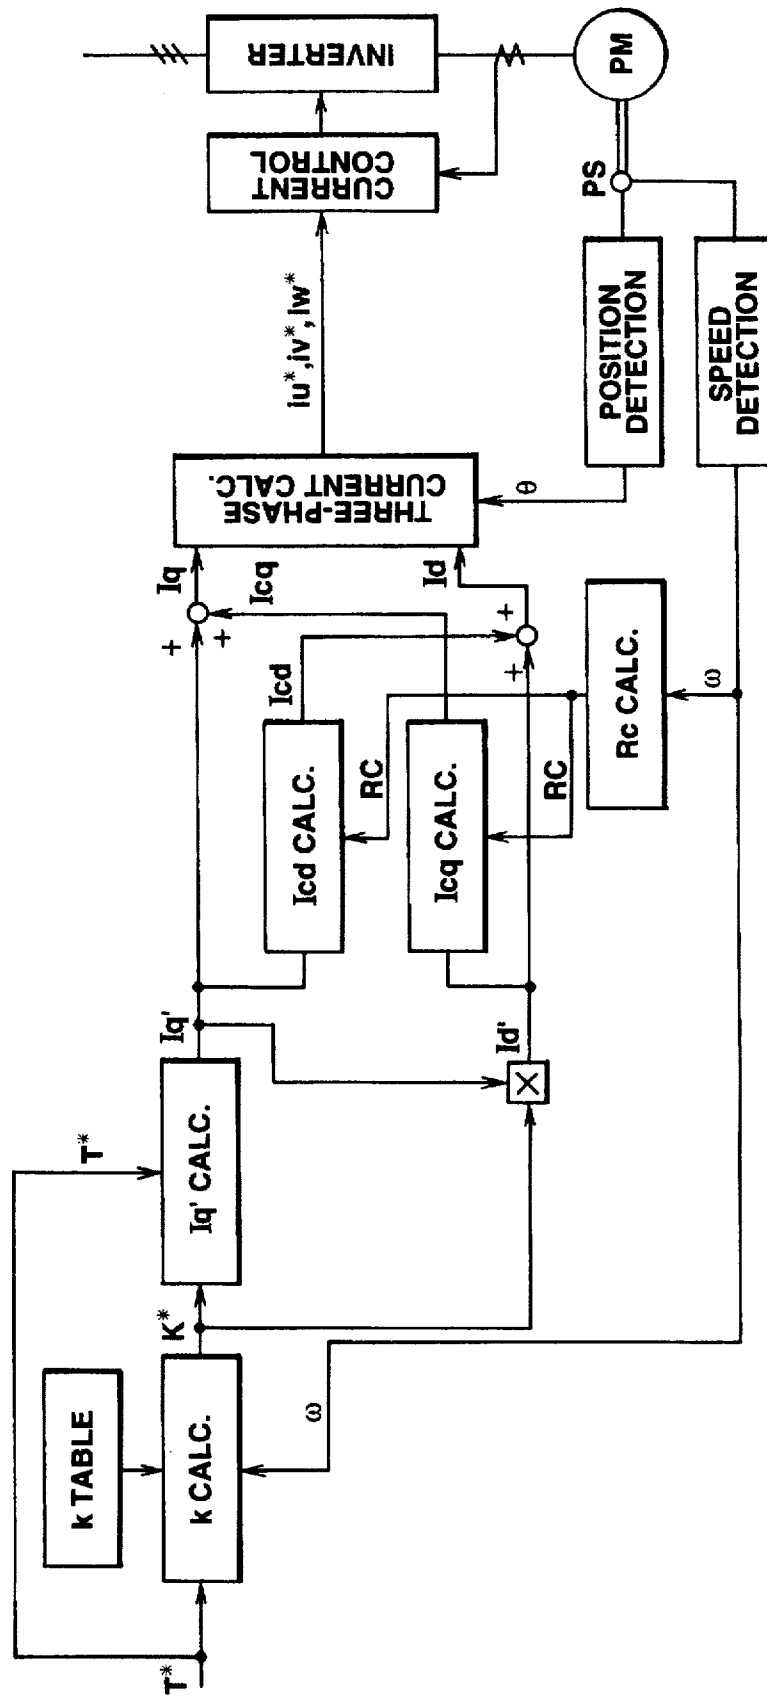 T*
T*
k TABLE
k CALC.
ω
K*
Iq' CALC.
Iq'
Id'
Icd CALC.
Icq CALC.
RC
RC
Icd
Icq
+
+
+
+
Iq
Id
Rc CALC.
ω
THREE-PHASE
CURRENT CALC.
θ
iu*,iv*,iw*
POSITION
DETECTION
SPEED
DETECTION
CURRENT
CONTROL
INVERTER
PS
PM